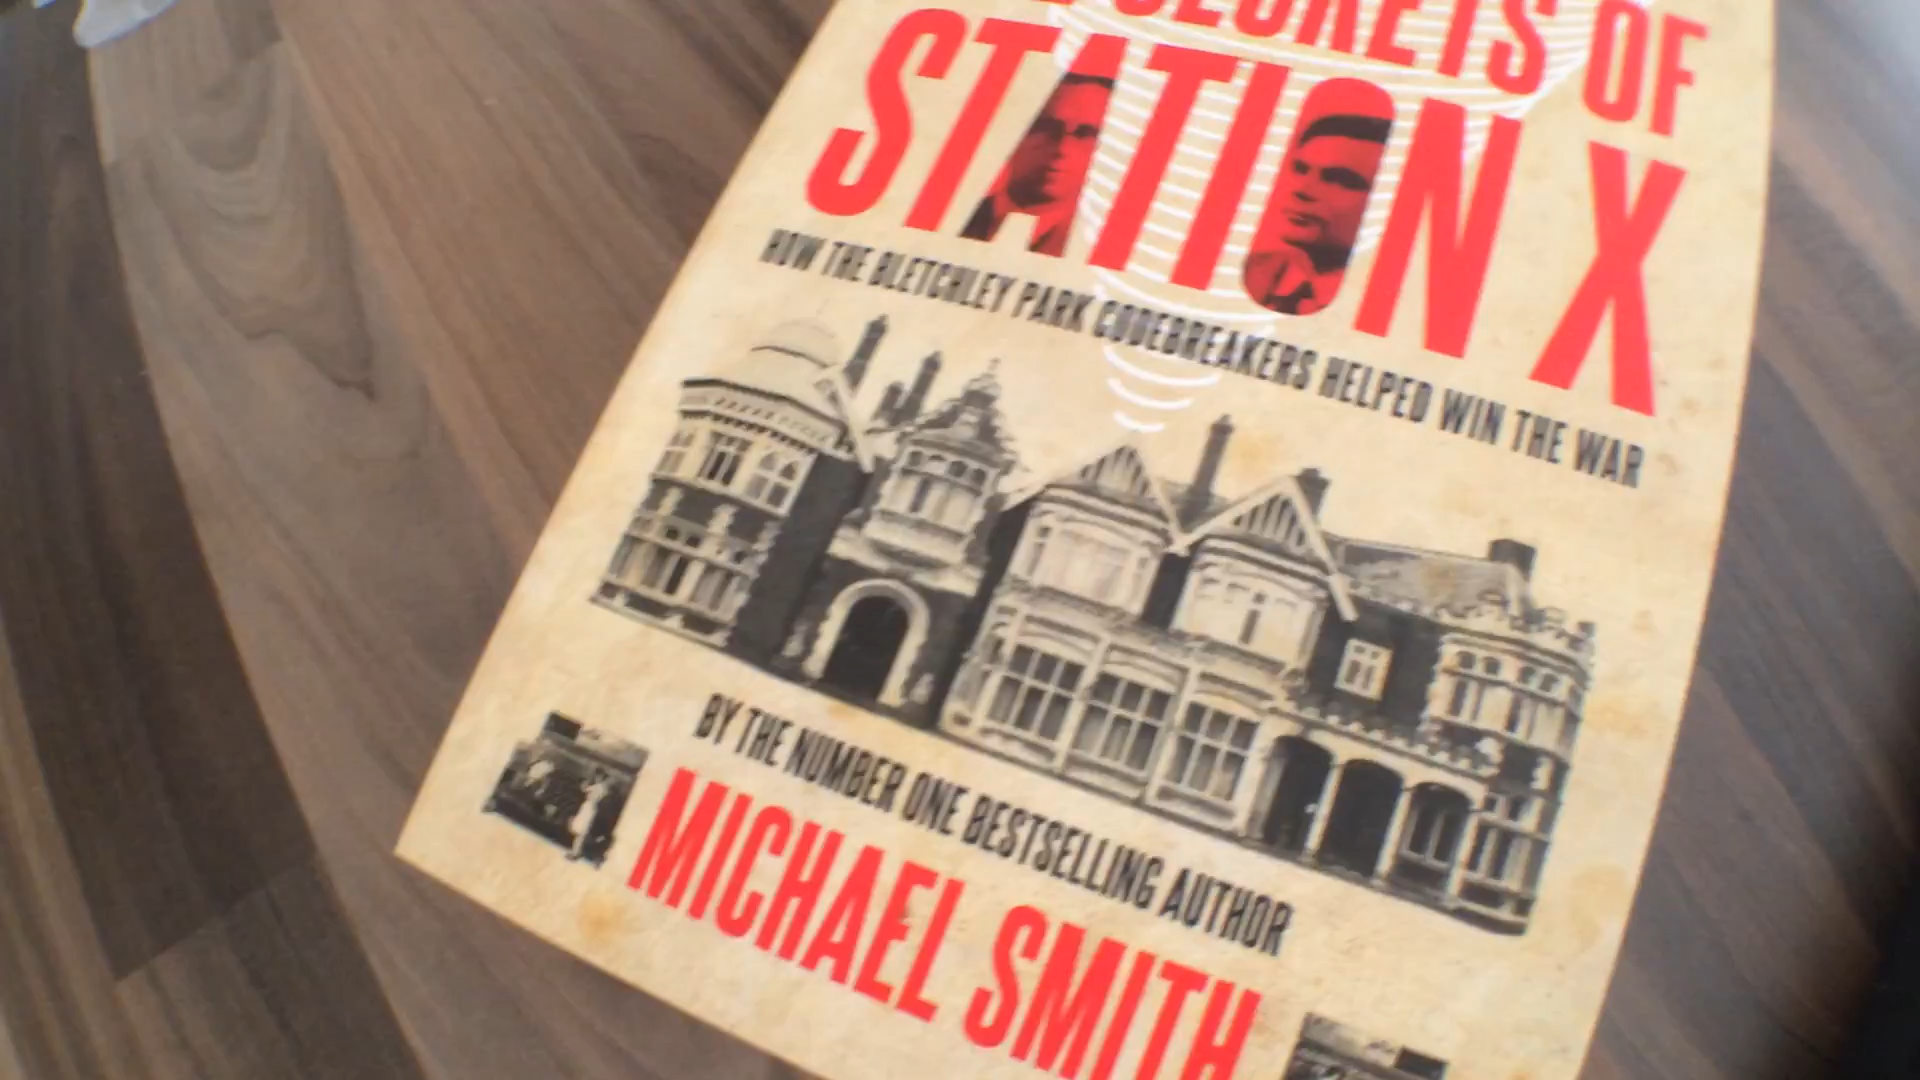 SECRETS OF
STATION X
HOW THE BLETCHLEY PARK CODEBREAKERS HELPED WIN THE WAR
BY THE NUMBER ONE BESTSELLING AUTHOR
MICHAEL SMITH